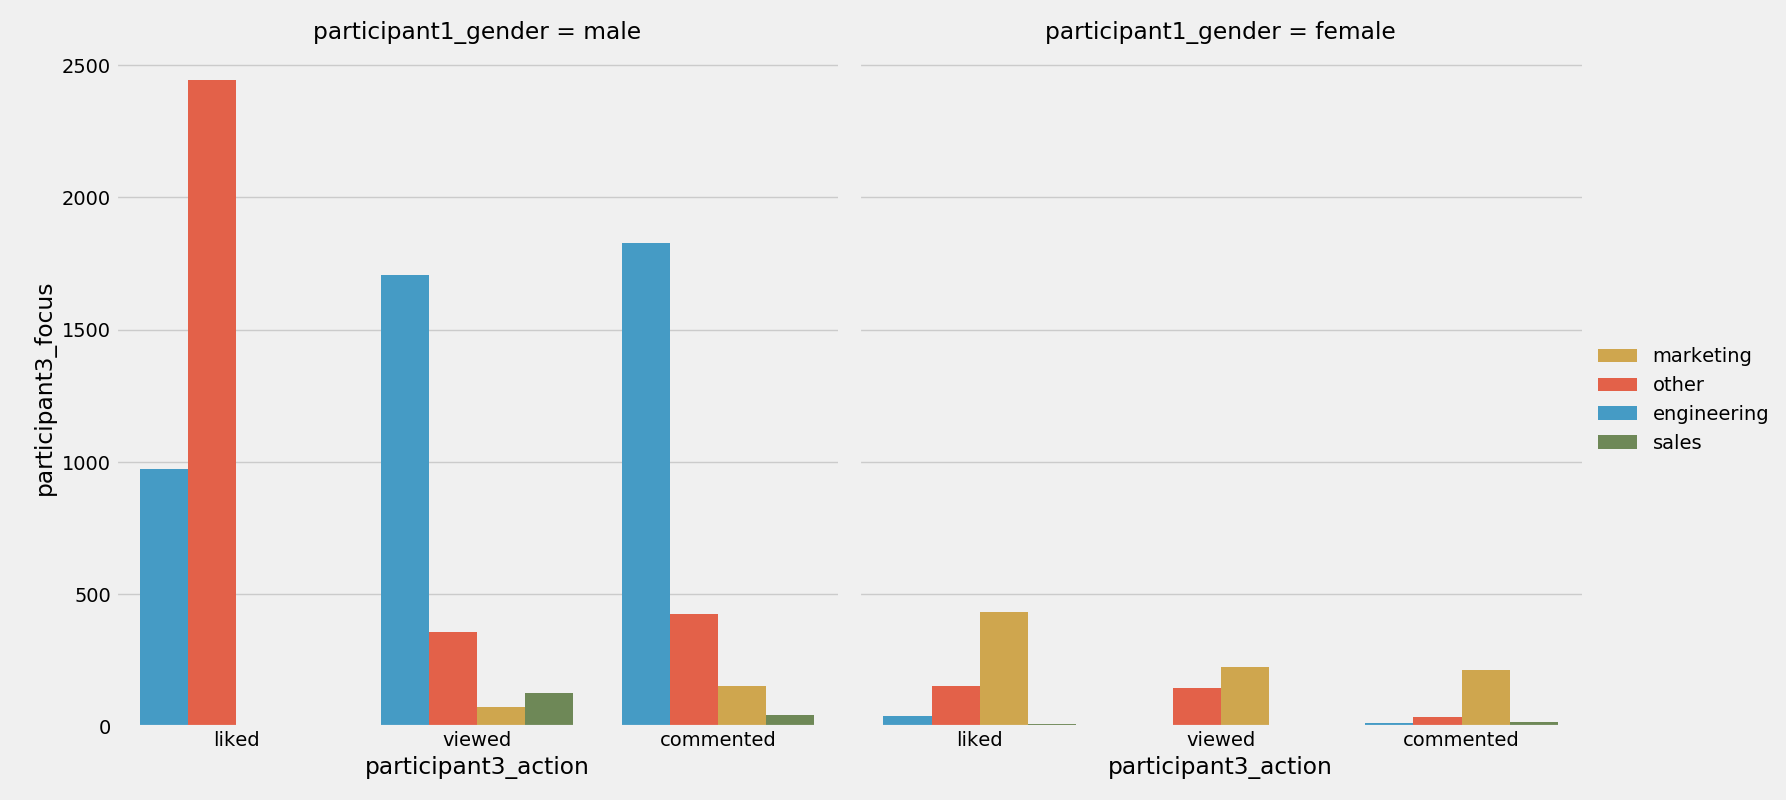 participant1_gender = male
participant1_gender = female
2500
2000
1500
1000
500
0
participant3_focus
liked
viewed
commented
liked
viewed
commented
participant3_action
participant3_action
marketing
other
engineering
sales